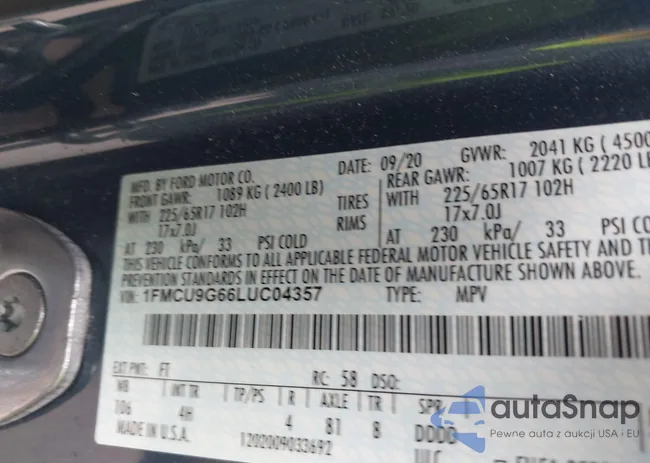 MFD. BY FORD MOTOR CO. DATE: 09/20 GVWR: 2041 KG ( 4500
FRONT GAWR: 1089 KG ( 2400 LB) REAR GAWR: 1007 KG ( 2220 LB
WITH 225/65R17 102H TIRES WITH 225/65R17 102H
17x7.0J RIMS 17x7.0J
AT 230 kPa/ 33 PSI COLD AT 230 kPa/ 33 PSI COLD
THIS VEHICLE CONFORMS TO ALL APPLICABLE FEDERAL MOTOR VEHICLE SAFETY AND
PREVENTION STANDARDS IN EFFECT ON THE DATE OF MANUFACTURE SHOWN ABOVE.
VIN: 1FMCU9G66LUC04357 TYPE: MPV
EXT PNT: FT RC: 58 DSO:
WB INT TR TP/PS R AXLE TR SPR
106 4H 4 81 8 DDDD
MADE IN U.S.A. 1202009033692
autaSnap
Pewne auta z aukcji USA i EU